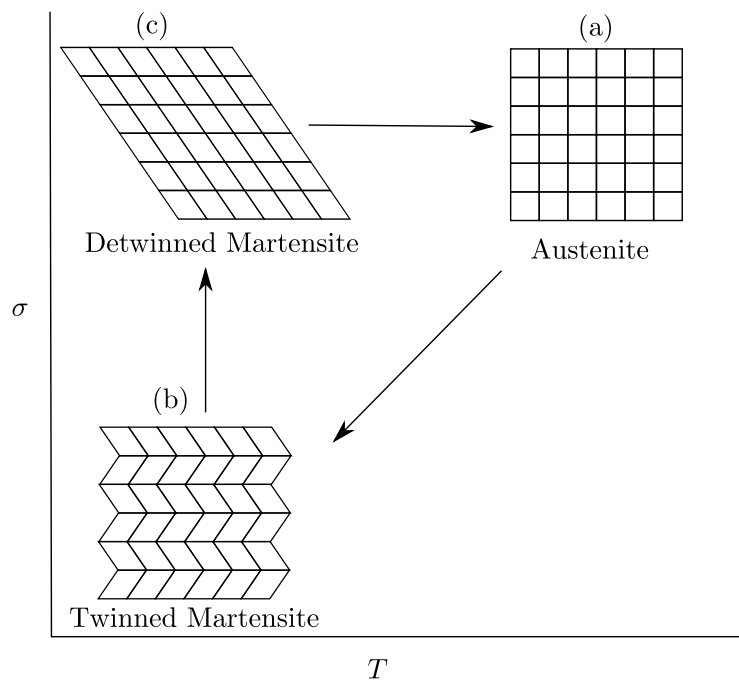 (c)
(a)
Detwinned Martensite
Austenite
σ
(b)
Twinned Martensite
T